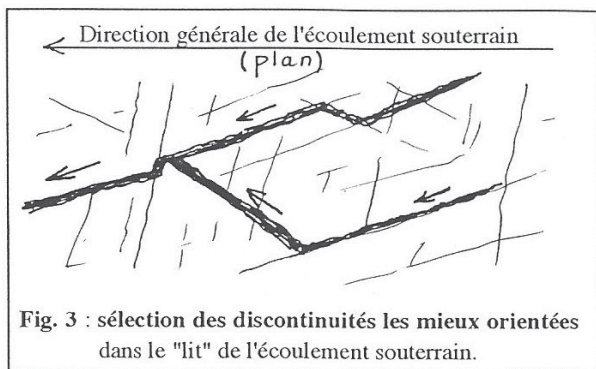 Direction générale de l'écoulement souterrain
(plan)
Fig. 3 : sélection des discontinuités les mieux orientées
dans le "lit" de l'écoulement souterrain.